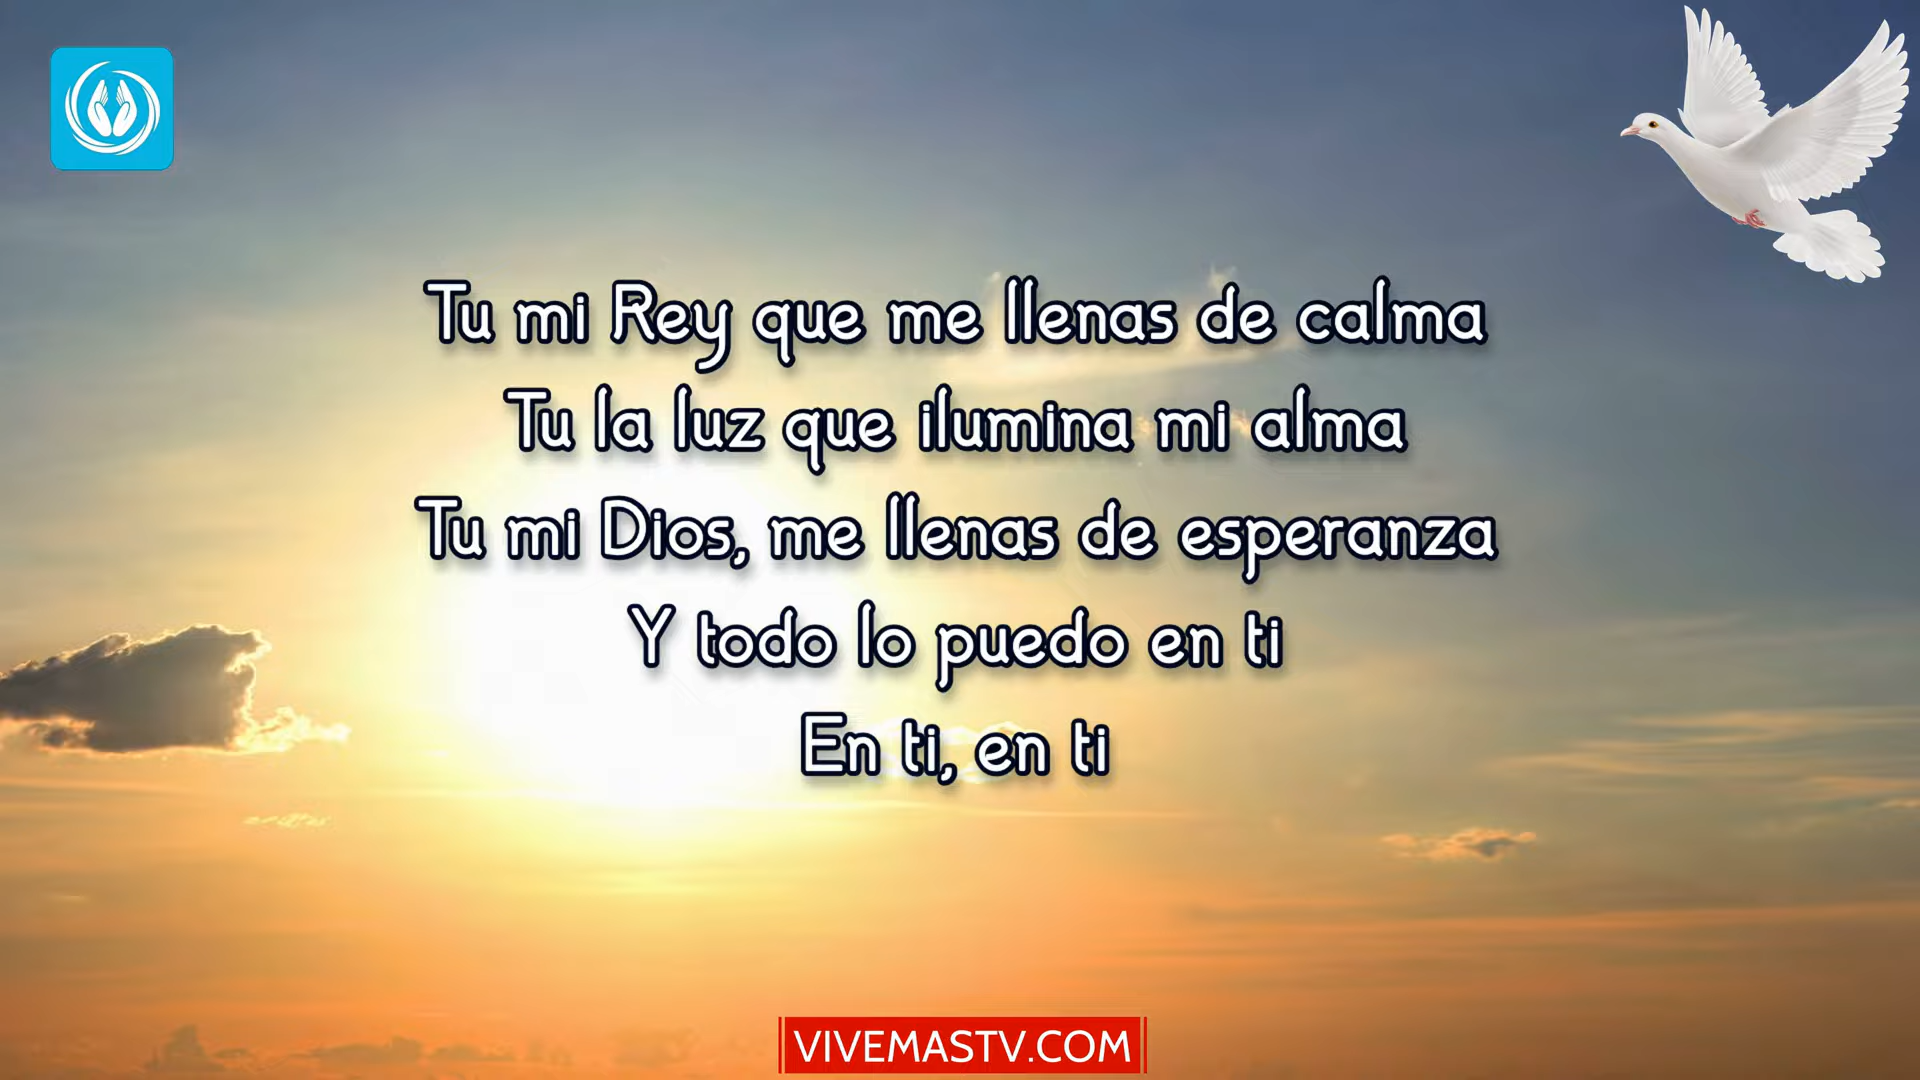 Tu mi Rey que me llenas de calma
Tu la luz que ilumina mi alma
Tu mi Dios, me llenas de esperanza
Y todo lo puedo en ti
En ti, en ti
VIVEMASTV.COM